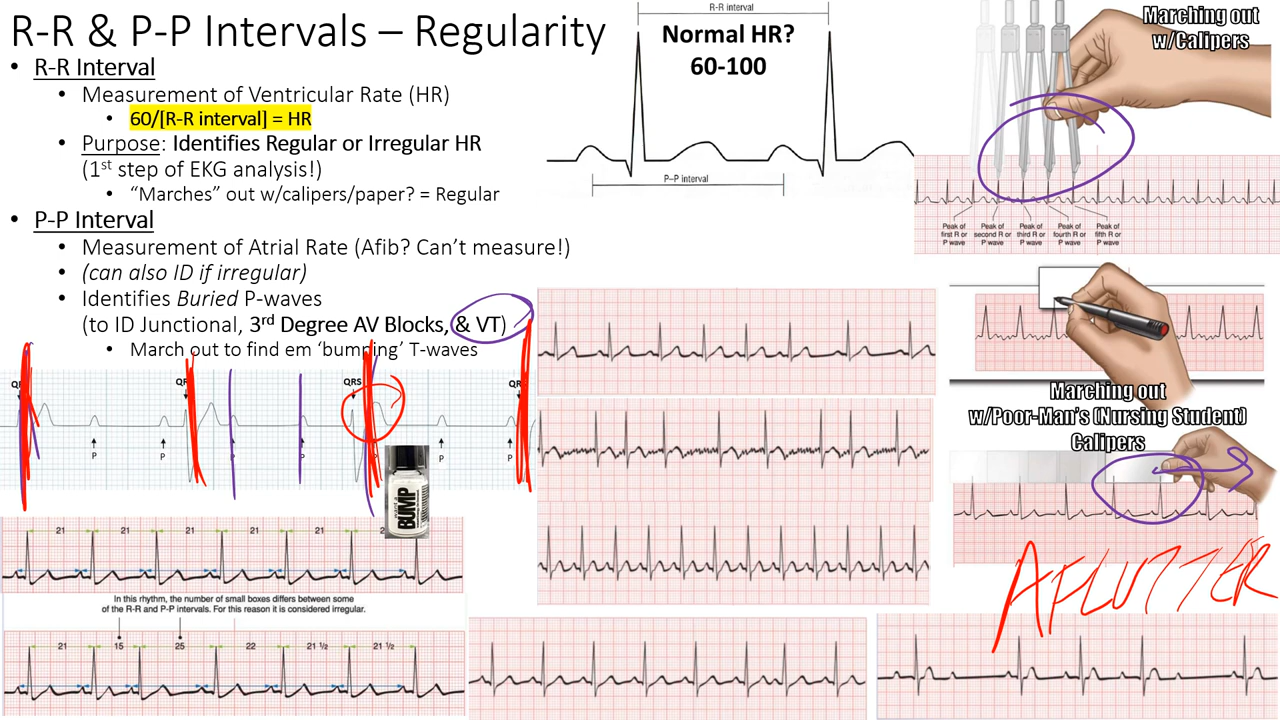 R-R & P-P Intervals – Regularity
• R-R Interval
• Measurement of Ventricular Rate (HR)
• 60/[R-R interval] = HR
• Purpose: Identifies Regular or Irregular HR
(1st step of EKG analysis!)
• “Marches” out w/calipers/paper? = Regular
• P-P Interval
• Measurement of Atrial Rate (Afib? Can’t measure!)
• (can also ID if irregular)
• Identifies Buried P-waves
(to ID Junctional, 3rd Degree AV Blocks, & VT)
• March out to find em ‘bumping’ T-waves
R-R interval
Normal HR?
60-100
P-P interval
Marching out
w/Calipers
Peak of first R or P wave
Peak of second R or P wave
Peak of third R or P wave
Peak of fourth R or P wave
Peak of fifth R or P wave
Marching out
w/Poor-Man's (Nursing Student)
Calipers
QRS
P P P P P P
BUMP
21 21 21 21 21
In this rhythm, the number of small boxes differs between some
of the R-R and P-P intervals. For this reason it is considered irregular.
21 15 25 22 21 ½ 21 ½
AFLUTTER